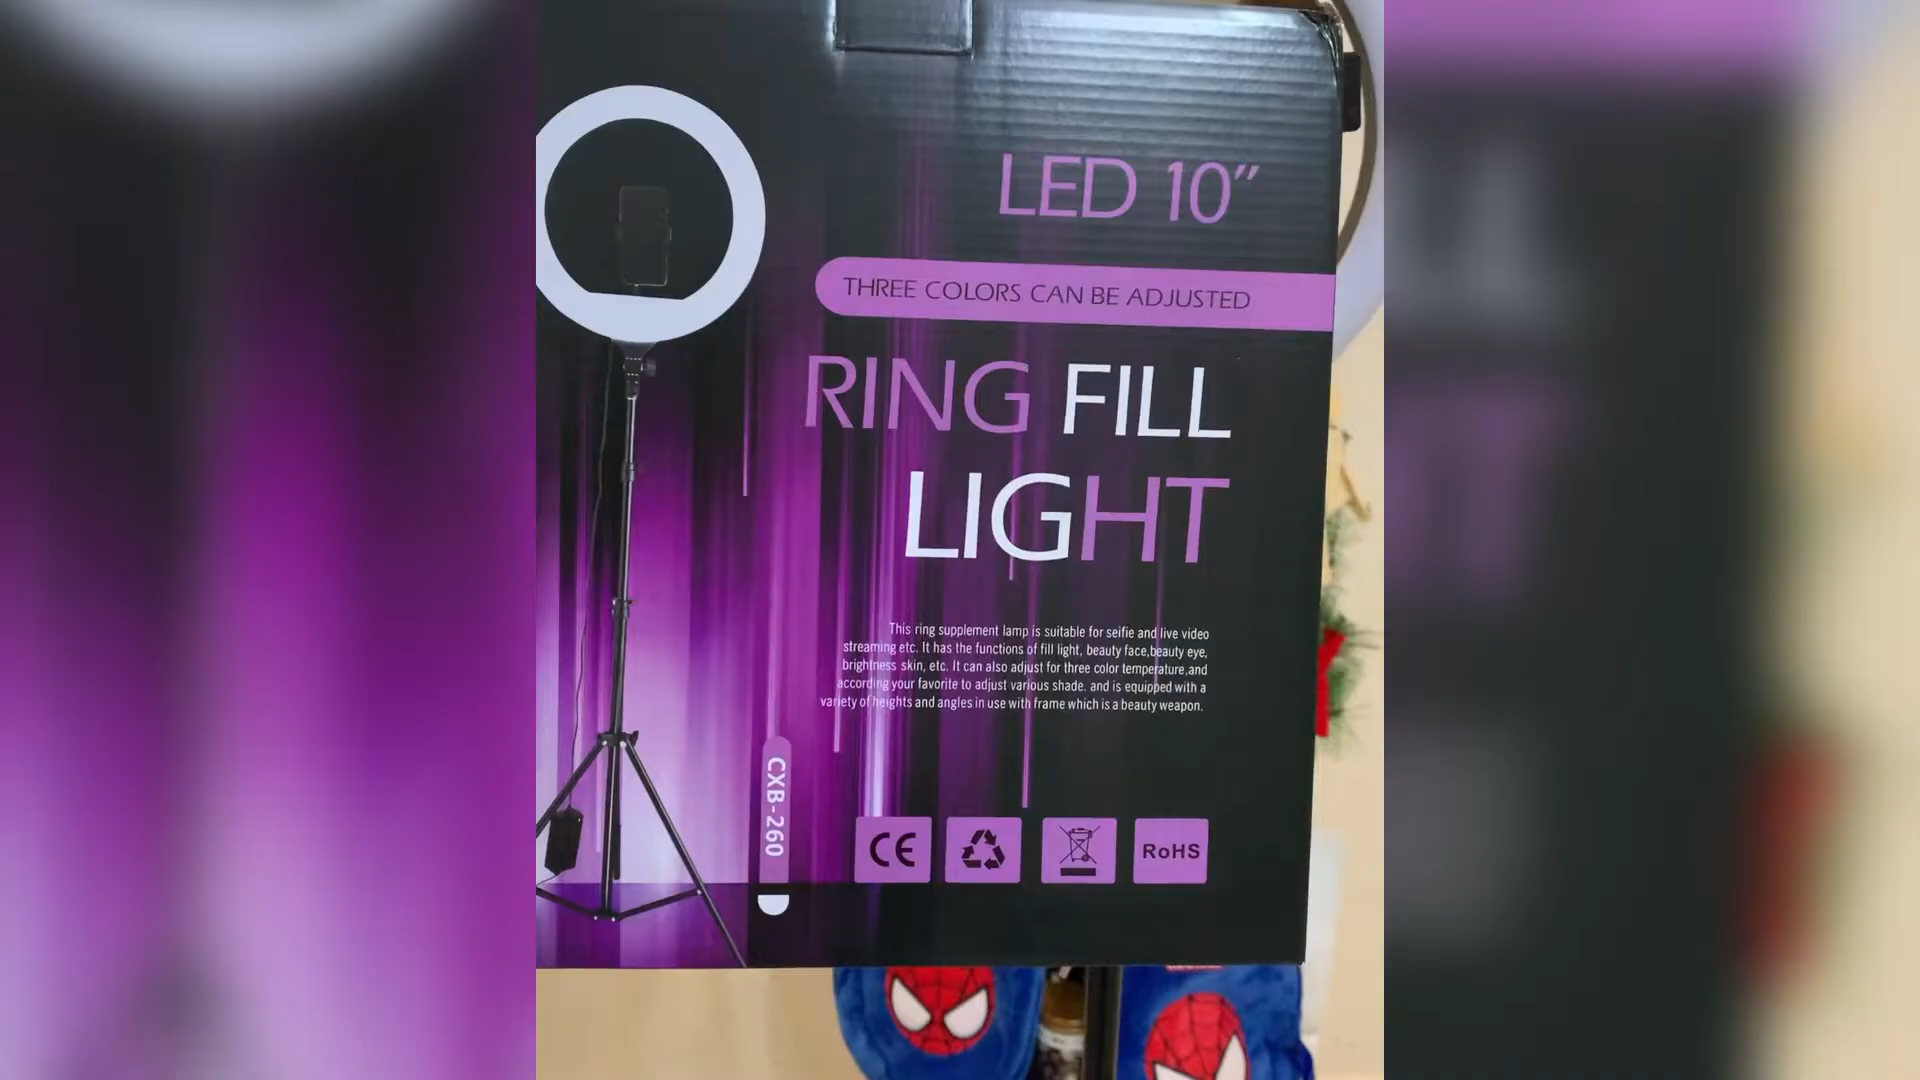 LED 10”
THREE COLORS CAN BE ADJUSTED
RING FILL
LIGHT
This ring supplement lamp is suitable for seifie and live video
streaming etc. It has the functions of fill light, beauty face,beauty eye,
brightness skin, etc. It can also adjust for three color temperature,and
according your favorite to adjust various shade. and is equipped with a
variety of heights and angles in use with frame which is a beauty weapon.
CXB-260
CE
RoHS